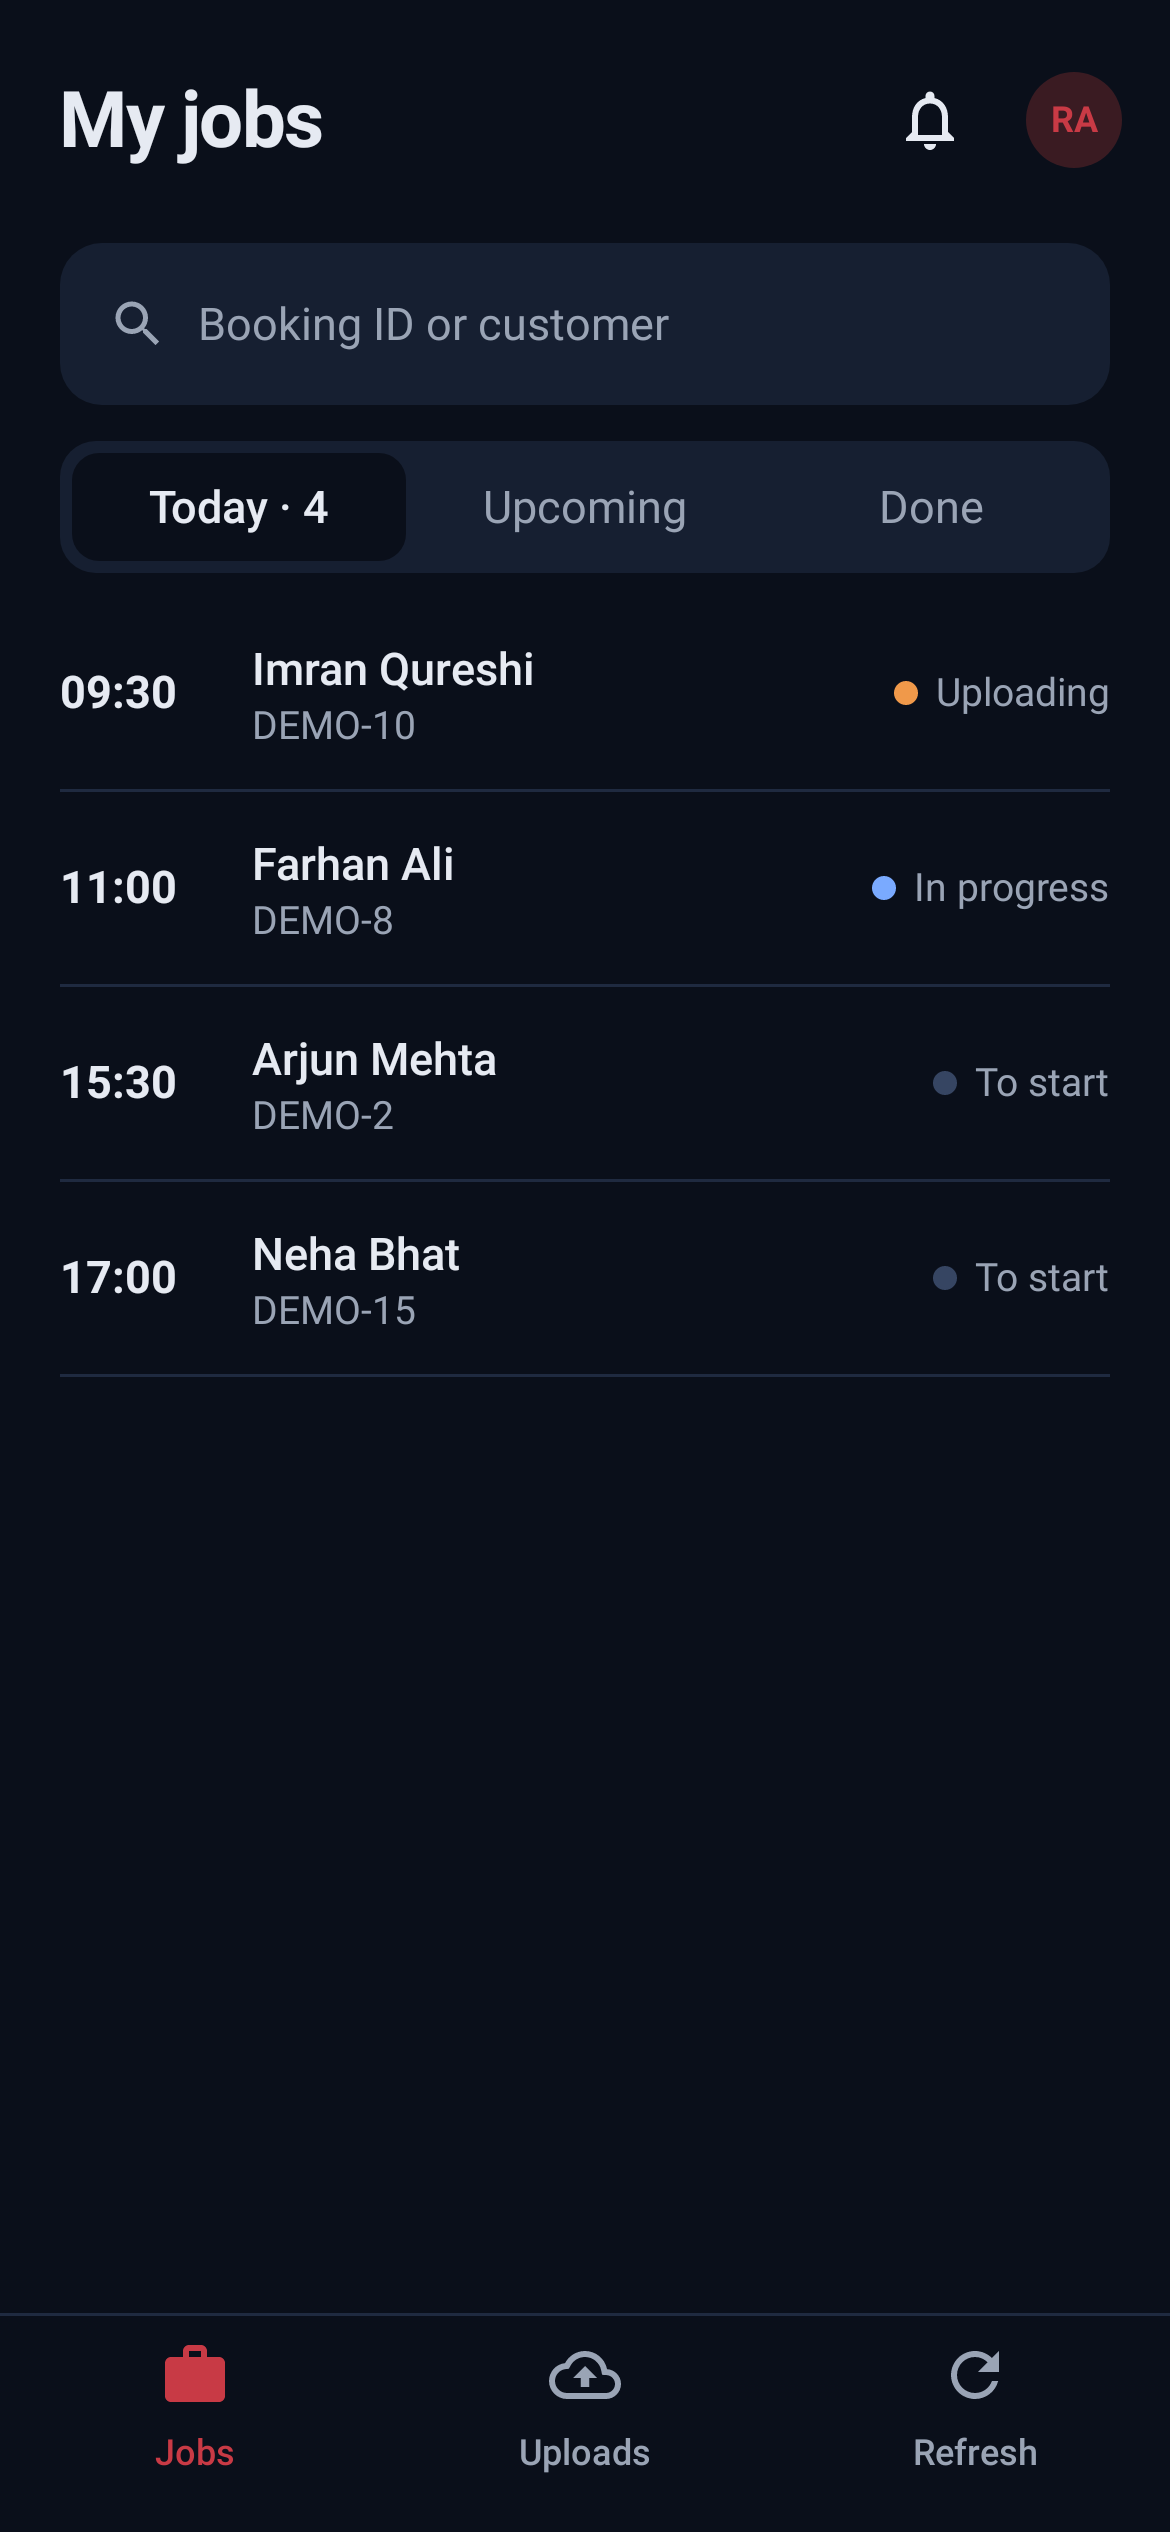 My jobs
RA
Booking ID or customer
Today · 4
Upcoming
Done
09:30
Imran Qureshi
DEMO-10
Uploading
11:00
Farhan Ali
DEMO-8
In progress
15:30
Arjun Mehta
DEMO-2
To start
17:00
Neha Bhat
DEMO-15
To start
Jobs
Uploads
Refresh